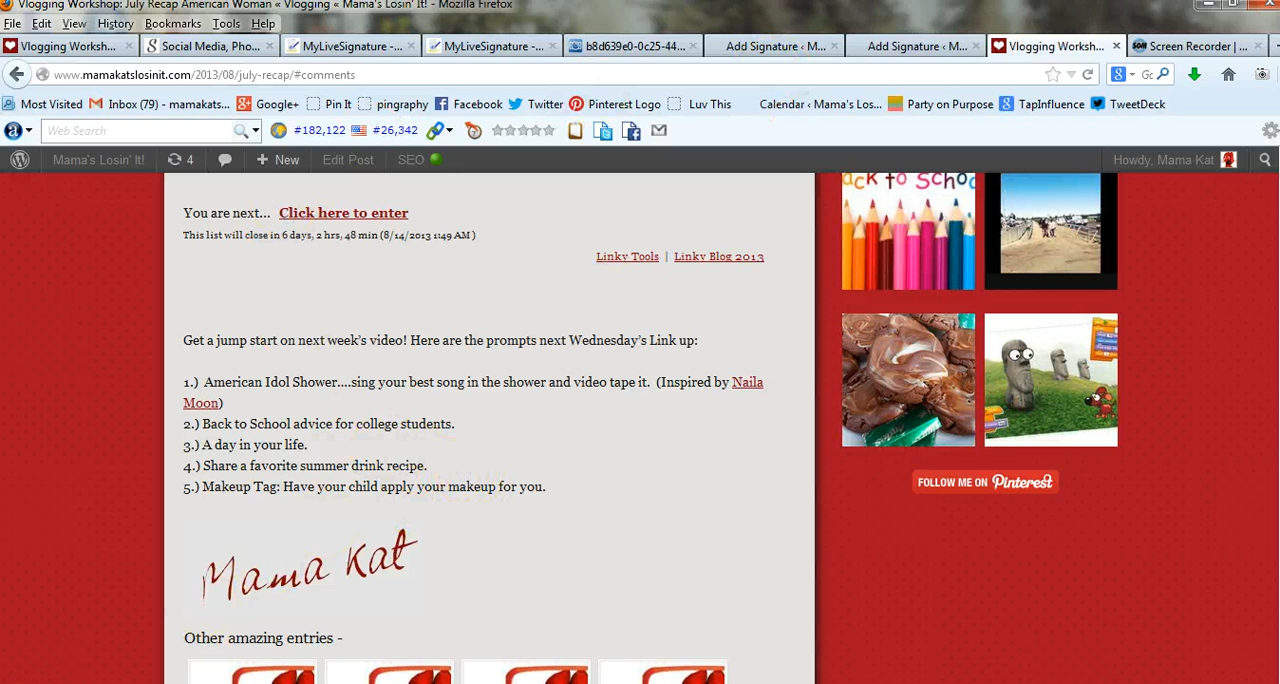 Vlogging Workshop: July Recap American Woman « Vlogging « Mama's Losin' It! - Mozilla Firefox
File Edit View History Bookmarks Tools Help
Vlogging Worksh... × Social Media, Pho... × MyLiveSignature -... × MyLiveSignature -... × b8d639e0-0c25-44... × Add Signature ‹ M... × Add Signature ‹ M... × Vlogging Worksh... × Screen Recorder | ... ×
www.mamakatslosinit.com/2013/08/july-recap/#comments
Most Visited Inbox (79) - mamakats... Google+ Pin It pingraphy Facebook Twitter Pinterest Logo Luv This Calendar ‹ Mama's Los... Party on Purpose TapInfluence TweetDeck
Web Search #182,122 #26,342
Mama's Losin' It! 4 + New Edit Post SEO Howdy, Mama Kat
You are next... Click here to enter
This list will close in 6 days, 2 hrs, 48 min (8/14/2013 1:49 AM )
Linky Tools | Linky Blog 2013
Get a jump start on next week's video! Here are the prompts next Wednesday's Link up:
1.) American Idol Shower....sing your best song in the shower and video tape it. (Inspired by Naila
Moon)
2.) Back to School advice for college students.
3.) A day in your life.
4.) Share a favorite summer drink recipe.
5.) Makeup Tag: Have your child apply your makeup for you.
Mama Kat
Other amazing entries -
ack to School
FOLLOW ME ON Pinterest